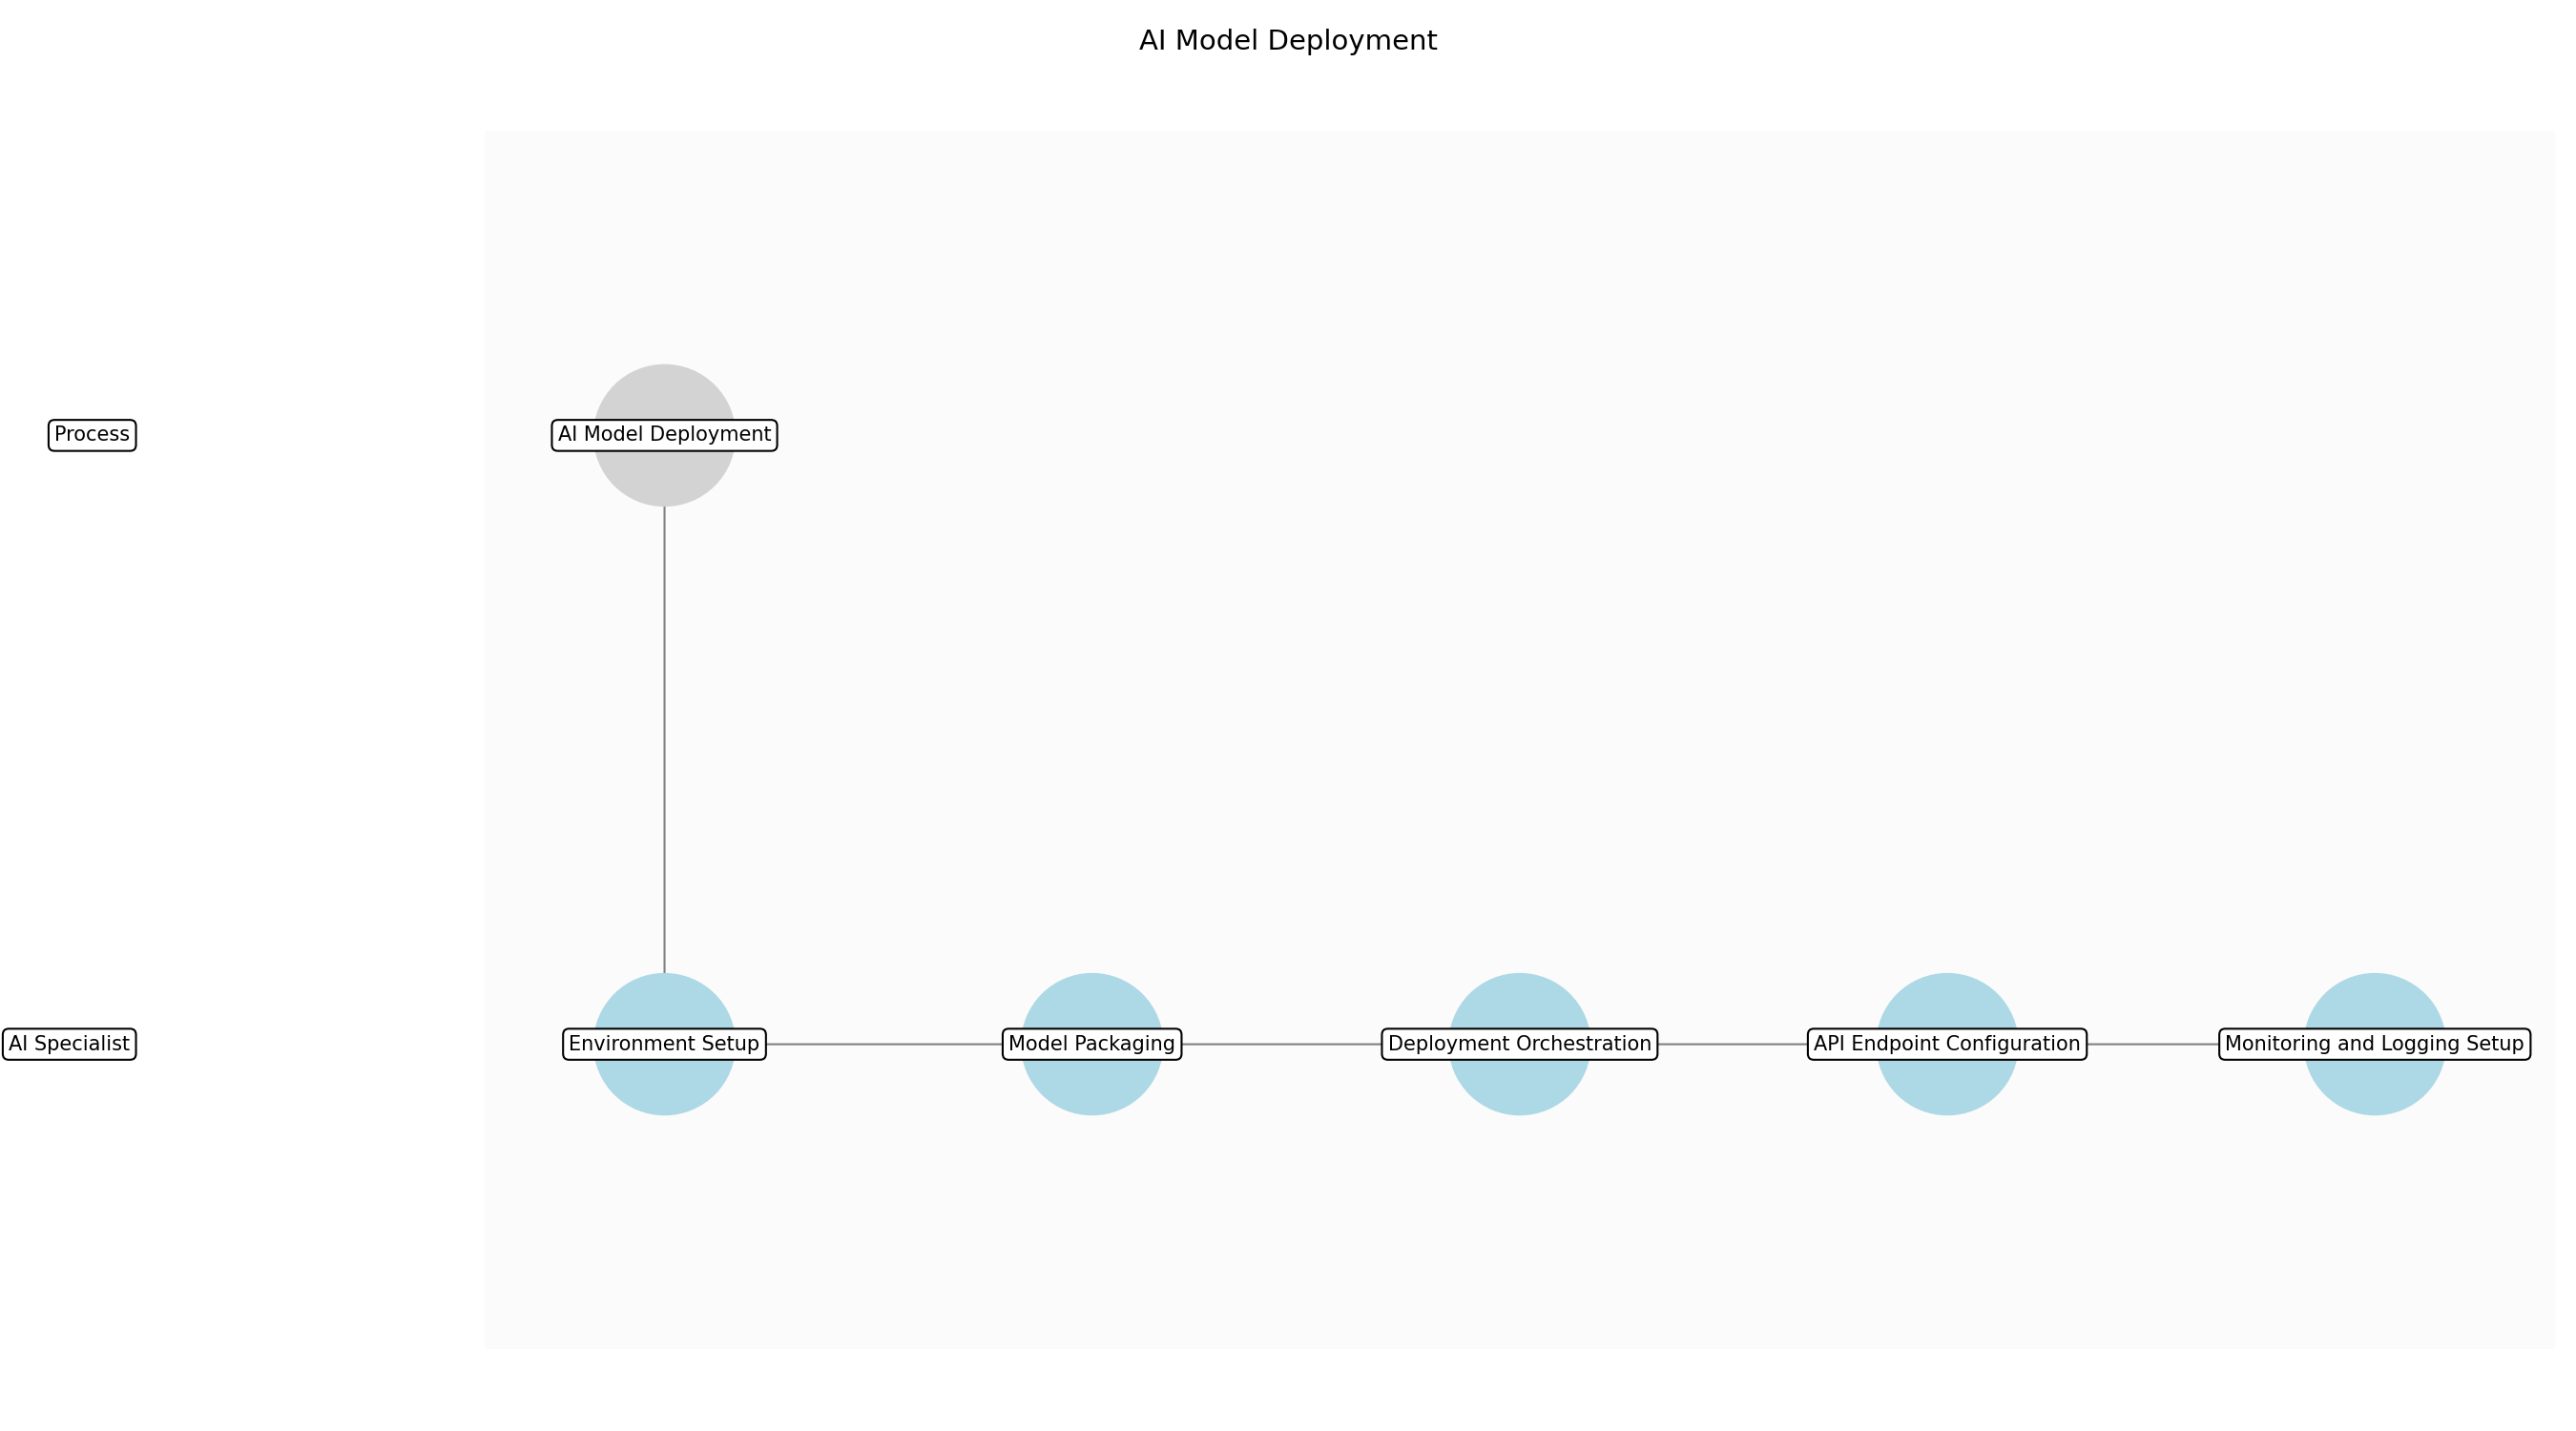 AI Model Deployment
Process
AI Model Deployment
AI Specialist
Environment Setup
Model Packaging
Deployment Orchestration
API Endpoint Configuration
Monitoring and Logging Setup